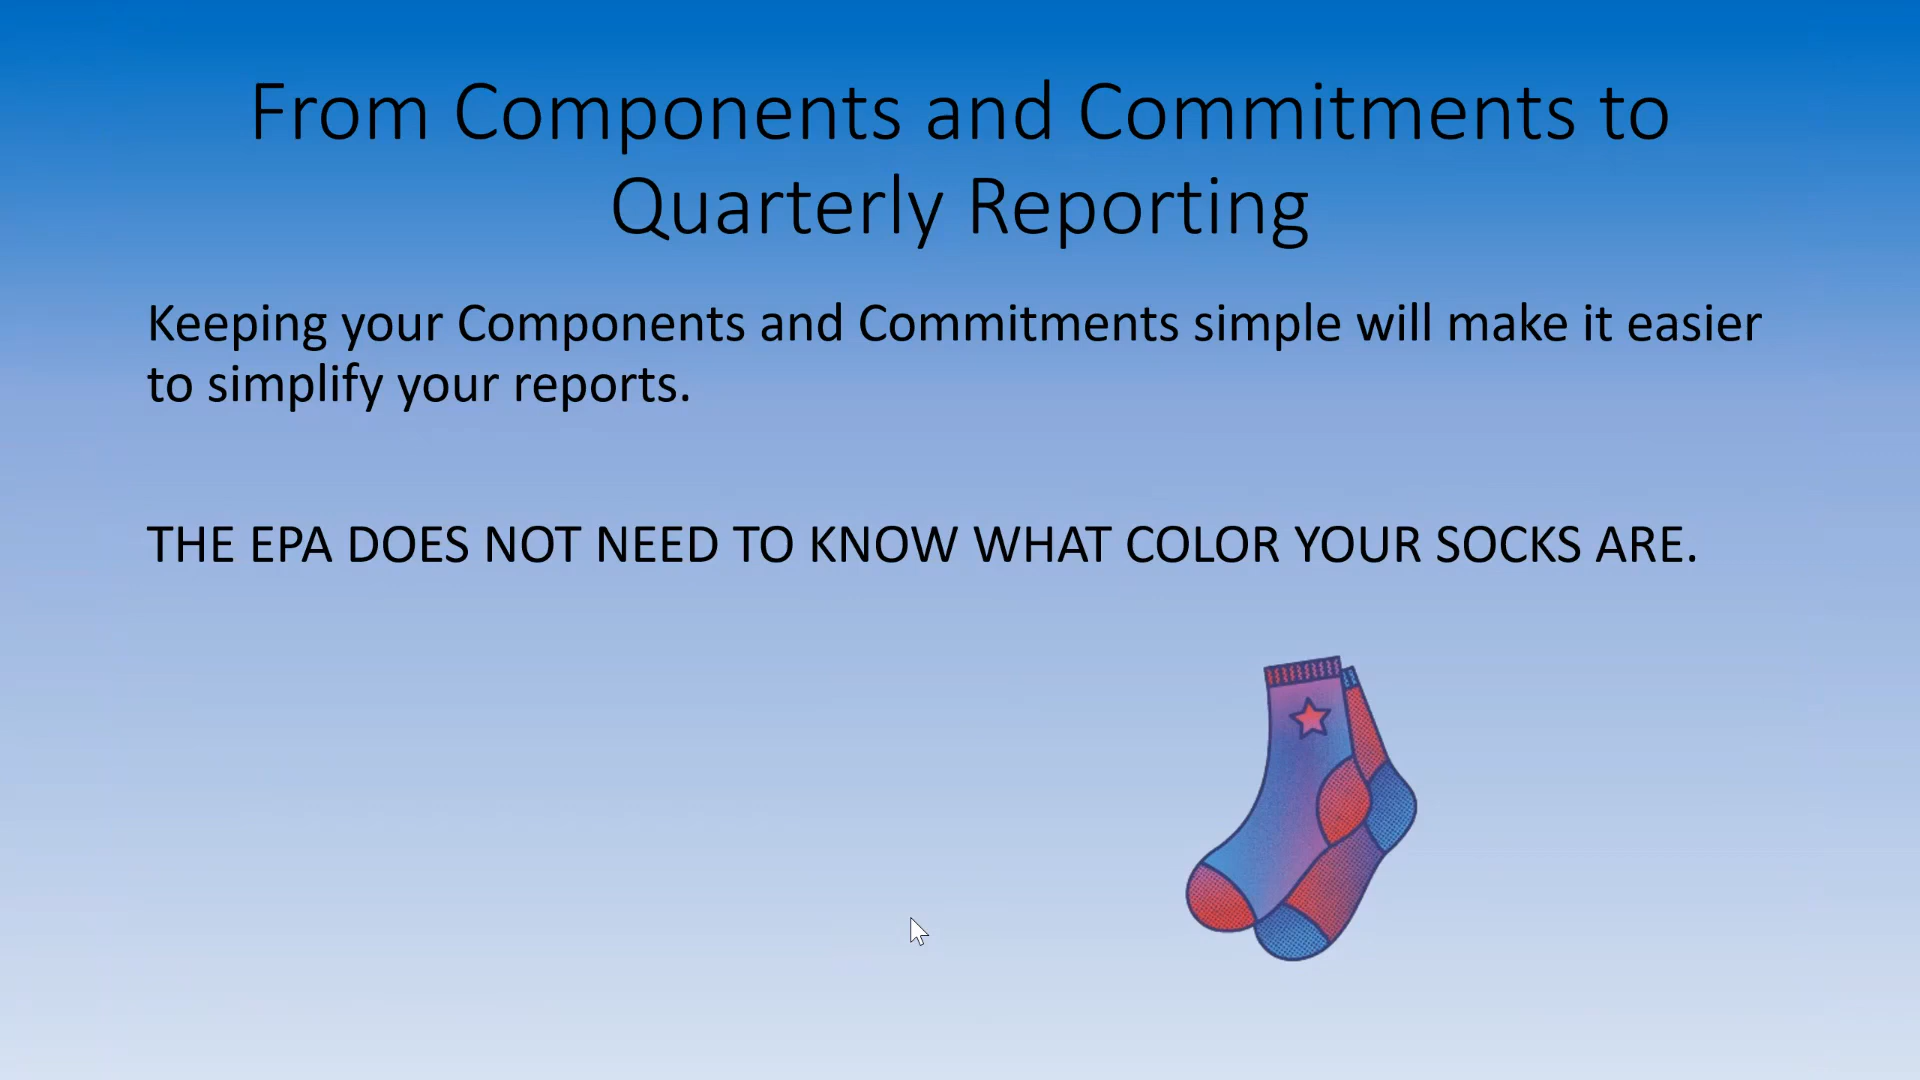 From Components and Commitments to
Quarterly Reporting
Keeping your Components and Commitments simple will make it easier
to simplify your reports.
THE EPA DOES NOT NEED TO KNOW WHAT COLOR YOUR SOCKS ARE.